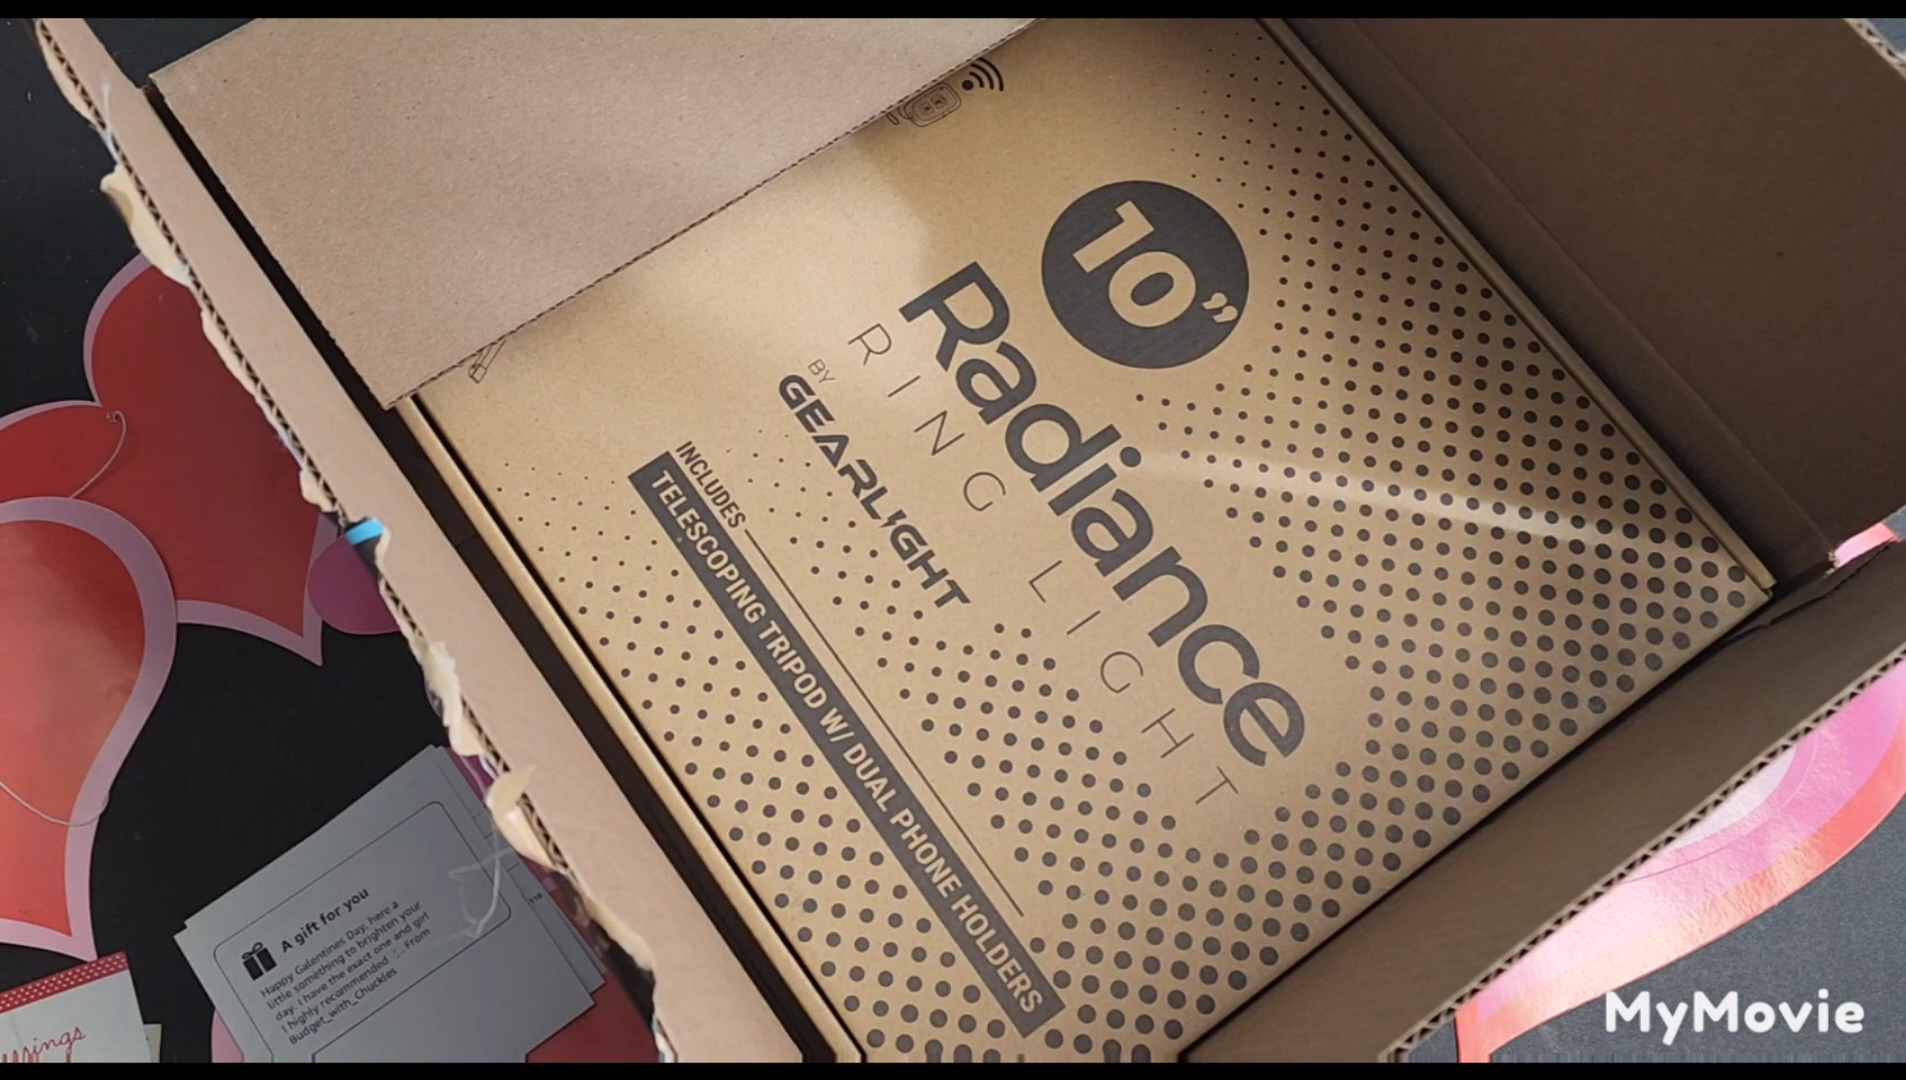 10”
Radiance
RING LIGHT
BY
GEARLIGHT
INCLUDES
TELESCOPING TRIPOD W/ DUAL PHONE HOLDERS
A gift for you
Happy Galentines Day, here a
little something to brighten your
day. I have the exact one and girl
I highly recommended ;. From
Budget_with_Chuckles
MyMovie